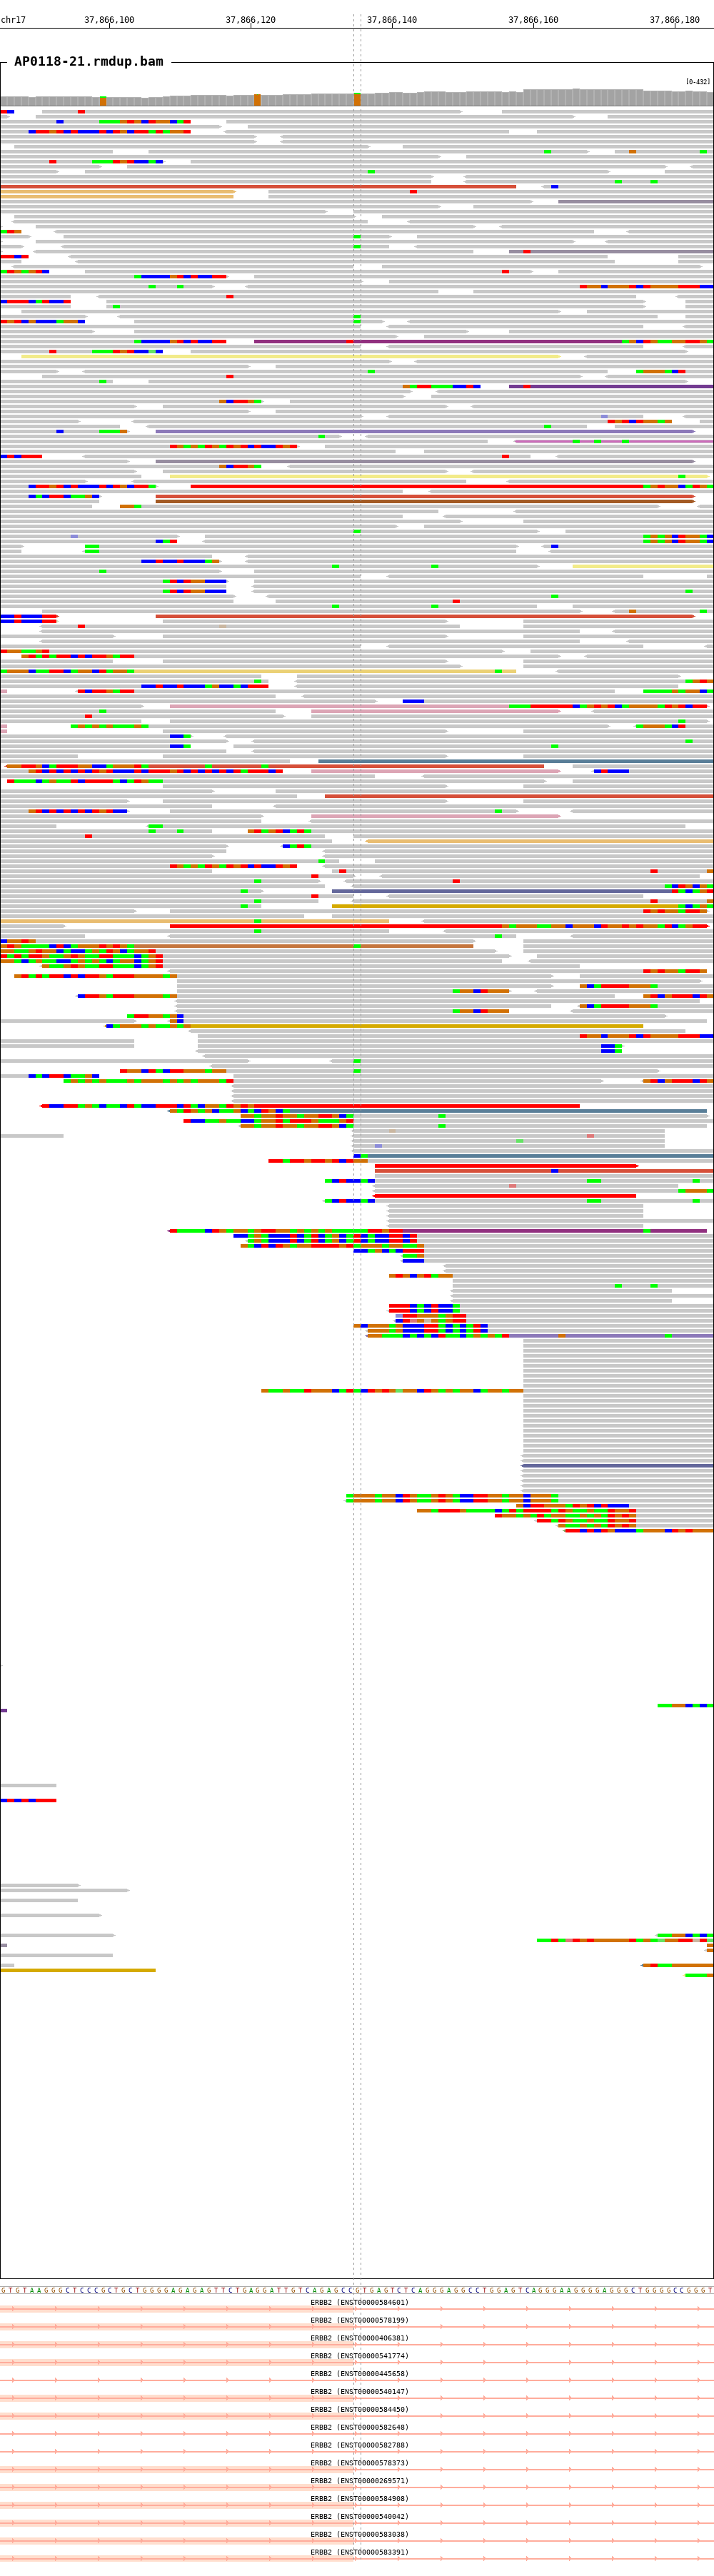 chr17 37,866,100 37,866,120 37,866,140 37,866,160 37,866,180
AP0118-21.rmdup.bam
[0-432]
G T G T A A G G G C T C C C G C T G C T G G G G A G A G A G T T C T G A G G A T T G T C A G A G C C G T G A G T C T C A G G G A G G C C T G G A G T C A G G G A A G G G G A G G G C T G G G G C C G G G T
ERBB2 (ENST00000584601)
ERBB2 (ENST00000578199)
ERBB2 (ENST00000406381)
ERBB2 (ENST00000541774)
ERBB2 (ENST00000445658)
ERBB2 (ENST00000540147)
ERBB2 (ENST00000584450)
ERBB2 (ENST00000582648)
ERBB2 (ENST00000582788)
ERBB2 (ENST00000578373)
ERBB2 (ENST00000269571)
ERBB2 (ENST00000584908)
ERBB2 (ENST00000540042)
ERBB2 (ENST00000583038)
ERBB2 (ENST00000583391)